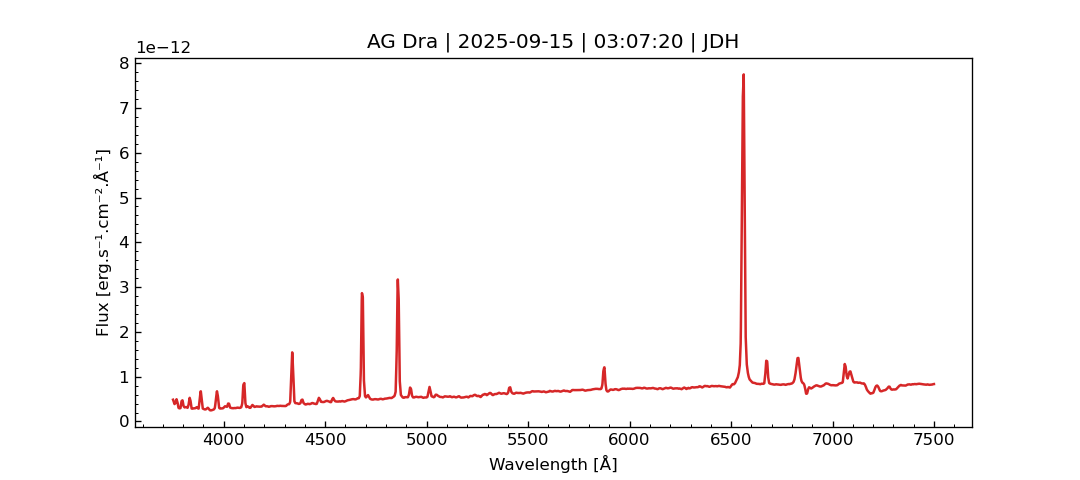 AG Dra | 2025-09-15 | 03:07:20 | JDH
1e−12
8
7
6
5
4
3
2
1
0
Flux [erg.s⁻¹.cm⁻².Å⁻¹]
4000 4500 5000 5500 6000 6500 7000 7500
Wavelength [Å]